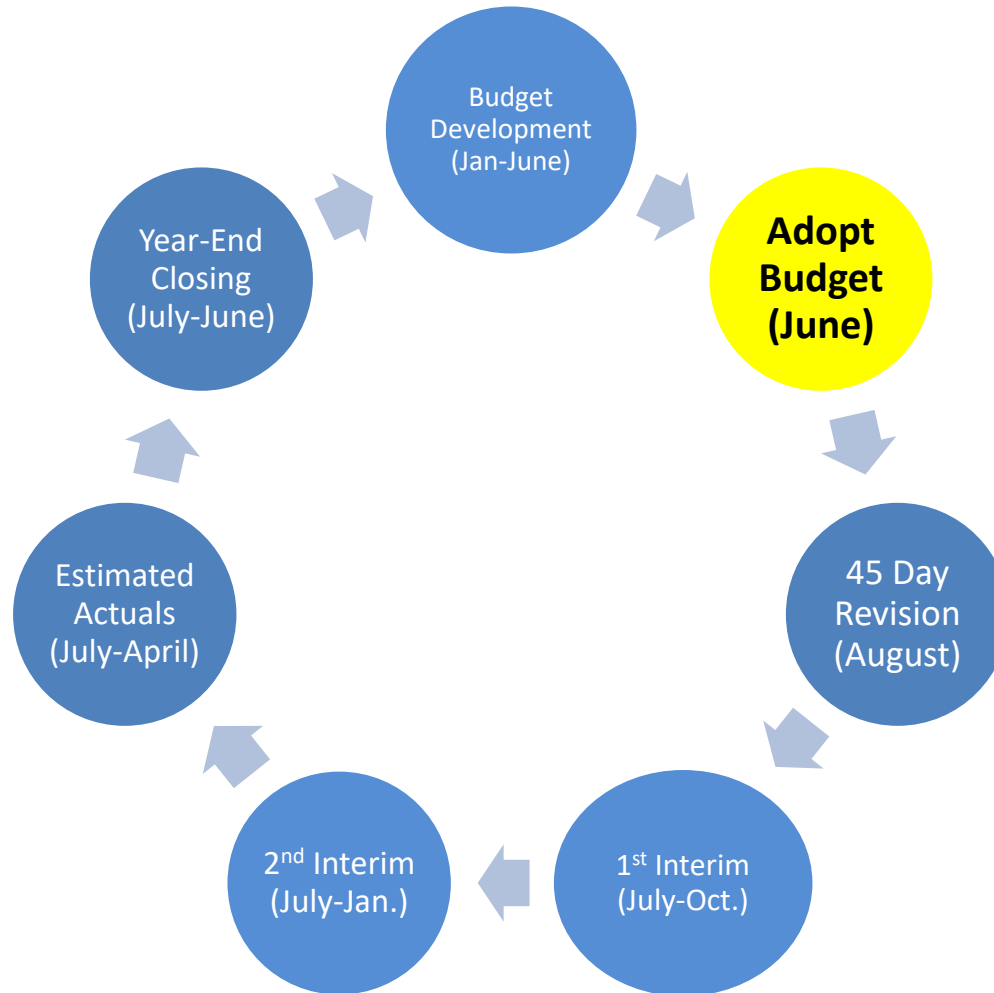 Budget
Development
(Jan-June)
Adopt
Budget
(June)
45 Day
Revision
(August)
1st Interim
(July-Oct.)
2nd Interim
(July-Jan.)
Estimated
Actuals
(July-April)
Year-End
Closing
(July-June)